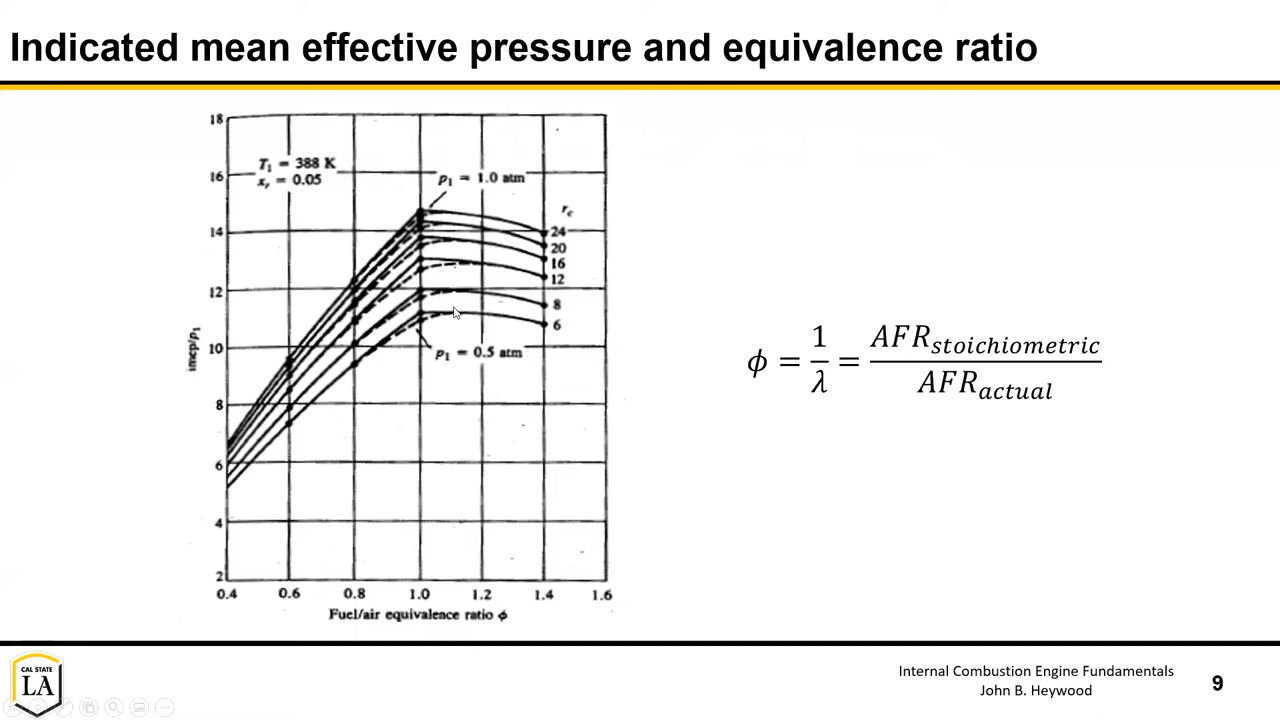 Indicated mean effective pressure and equivalence ratio
18
16
14
12
10
8
6
4
2
imep/p₁
T₁ = 388 K
xᵣ = 0.05
p₁ = 1.0 atm
r_c
24
20
16
12
8
6
p₁ = 0.5 atm
0.4 0.6 0.8 1.0 1.2 1.4 1.6
Fuel/air equivalence ratio ϕ
ϕ = 1/λ = AFR_stoichiometric/AFR_actual
CAL STATE
LA
Internal Combustion Engine Fundamentals
John B. Heywood
9